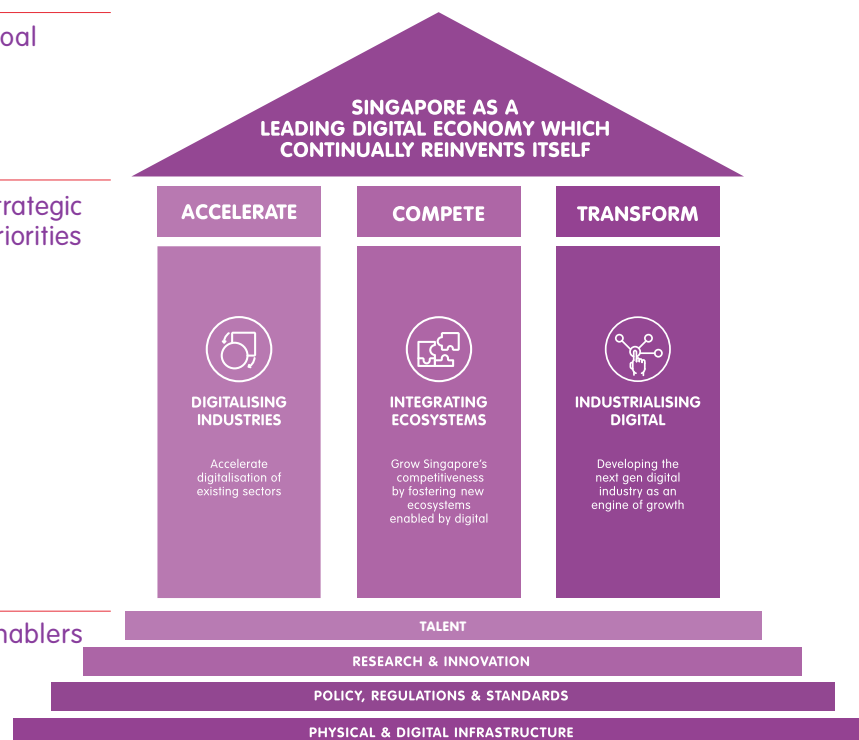 oal
SINGAPORE AS A
LEADING DIGITAL ECONOMY WHICH
CONTINUALLY REINVENTS ITSELF
trategic
riorities
ACCELERATE
COMPETE
TRANSFORM
DIGITALISING
INDUSTRIES
Accelerate
digitalisation of
existing sectors
INTEGRATING
ECOSYSTEMS
Grow Singapore's
competitiveness
by fostering new
ecosystems
enabled by digital
INDUSTRIALISING
DIGITAL
Developing the
next gen digital
industry as an
engine of growth
nablers
TALENT
RESEARCH & INNOVATION
POLICY, REGULATIONS & STANDARDS
PHYSICAL & DIGITAL INFRASTRUCTURE